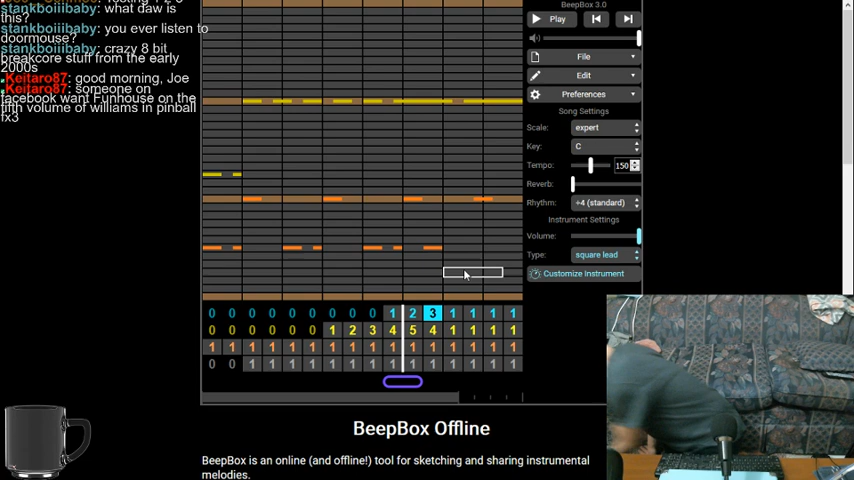 stankboiiibaby: what daw is
this?
stankboiiibaby: you ever listen to
doormouse?
stankboiiibaby: crazy 8 bit
breakcore stuff from the early
2000s
Keitaro87: good morning, Joe
Keitaro87: someone on
facebook want Funhouse on the
fifth volume of williams in pinball
fx3
BeepBox 3.0
Play
File
Edit
Preferences
Song Settings
Scale: expert
Key: C
Tempo: 150
Reverb:
Rhythm: ÷4 (standard)
Instrument Settings
Volume:
Type: square lead
Customize Instrument
0 0 0 0 0 0 0 0 0 1 2 3 1 1 1 1
0 0 0 0 0 0 1 2 3 4 5 4 1 1 1 1
1 1 1 1 1 1 1 1 1 1 1 1 1 1 1 1
0 0 1 1 1 1 1 1 1 1 1 1 1 1 1 1
BeepBox Offline
BeepBox is an online (and offline!) tool for sketching and sharing instrumental
melodies.